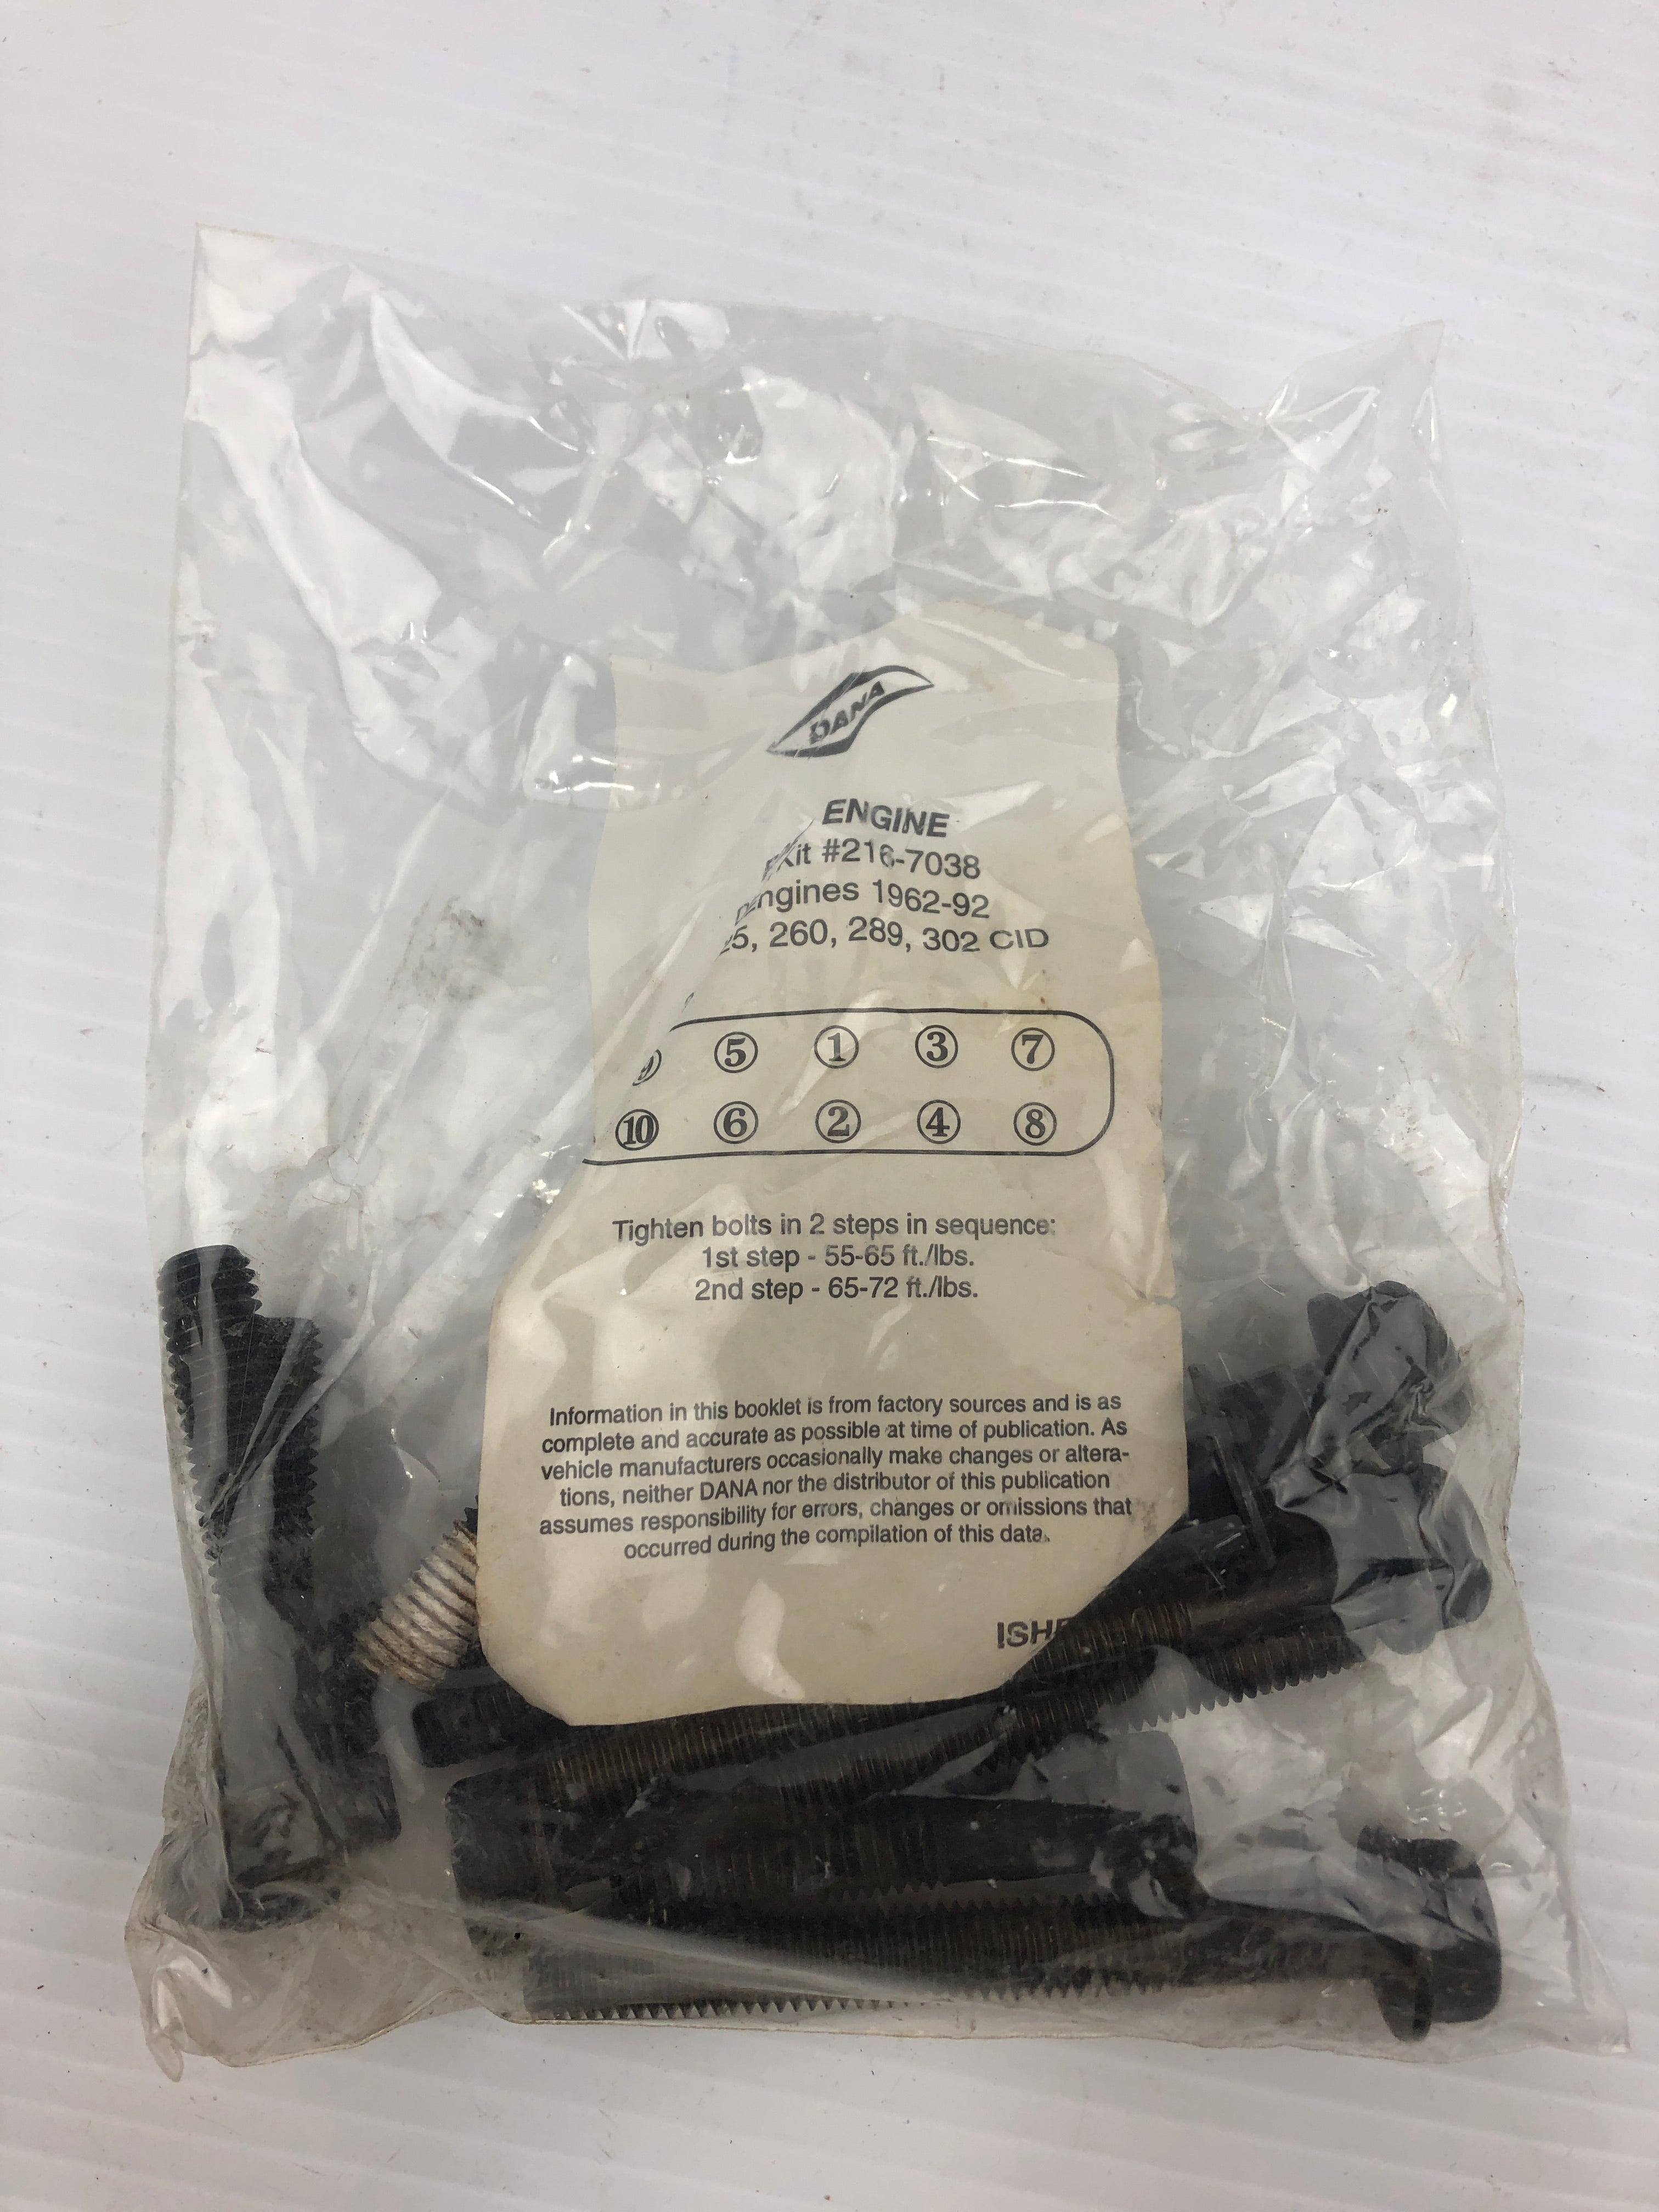 DANA
ENGINE
Kit #216-7038
Engines 1962-92
260, 289, 302 CID
5 1 3 7
10 6 2 4 8
Tighten bolts in 2 steps in sequence:
1st step - 55-65 ft./lbs.
2nd step - 65-72 ft./lbs.
Information in this booklet is from factory sources and is as
complete and accurate as possible at time of publication. As
vehicle manufacturers occasionally make changes or altera-
tions, neither DANA nor the distributor of this publication
assumes responsibility for errors, changes or omissions that
occurred during the compilation of this data.